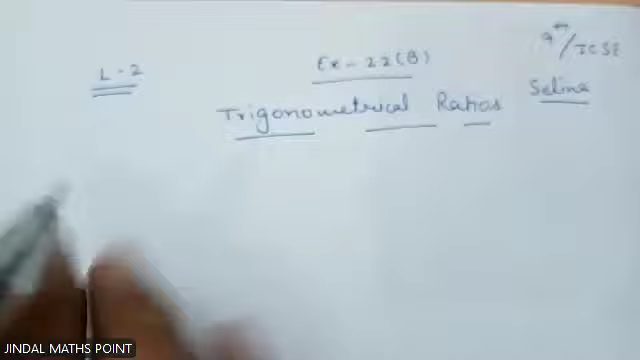 9th/ICSE
L-2
Ex-22(B)
Selina
Trigonometrical Ratios
JINDAL MATHS POINT